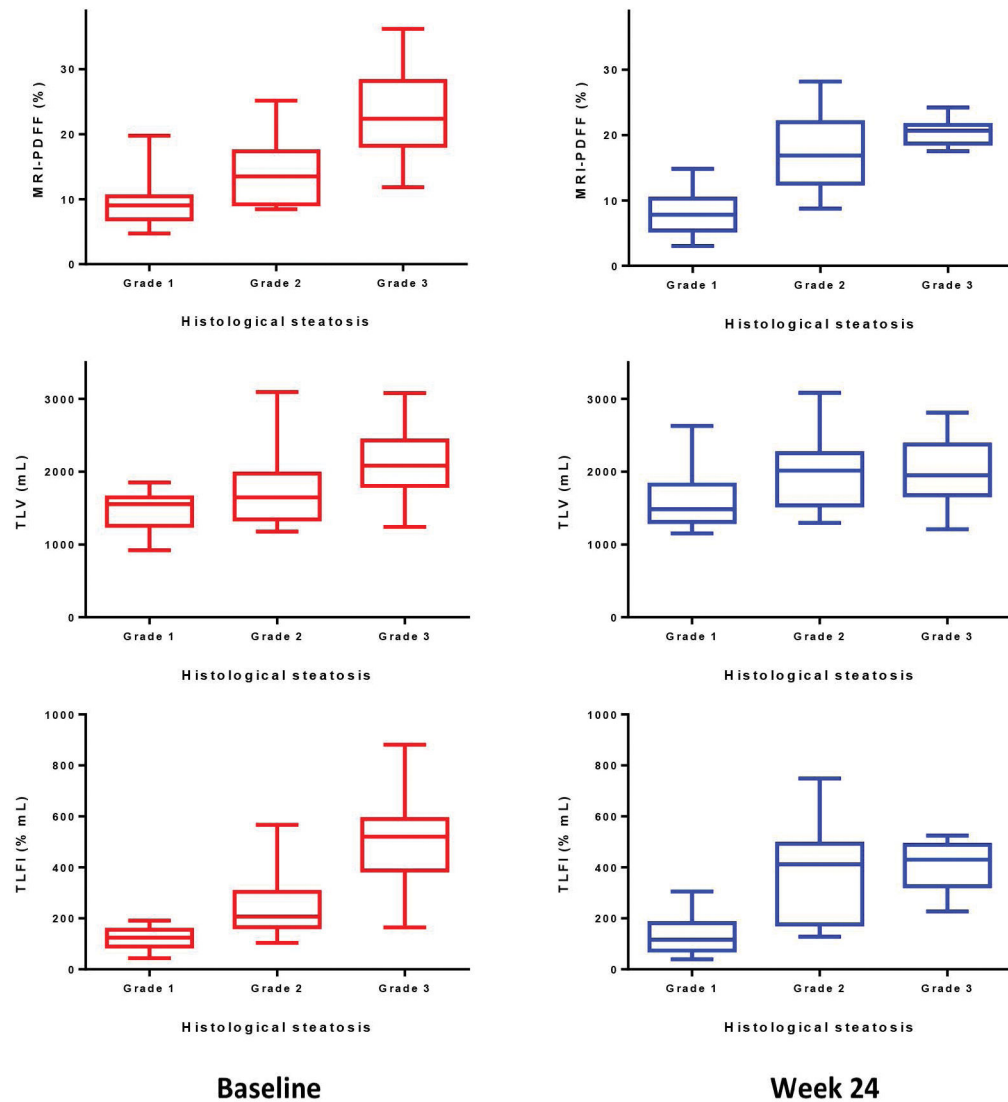 MRI-PDFF (%)
30
20
10
0
Grade 1 Grade 2 Grade 3
Histological steatosis
MRI-PDFF (%)
30
20
10
0
Grade 1 Grade 2 Grade 3
Histological steatosis
TLV (mL)
3000
2000
1000
0
Grade 1 Grade 2 Grade 3
Histological steatosis
TLV (mL)
3000
2000
1000
0
Grade 1 Grade 2 Grade 3
Histological steatosis
TLFI (% mL)
1000
800
600
400
200
0
Grade 1 Grade 2 Grade 3
Histological steatosis
TLFI (% mL)
1000
800
600
400
200
0
Grade 1 Grade 2 Grade 3
Histological steatosis
Baseline
Week 24